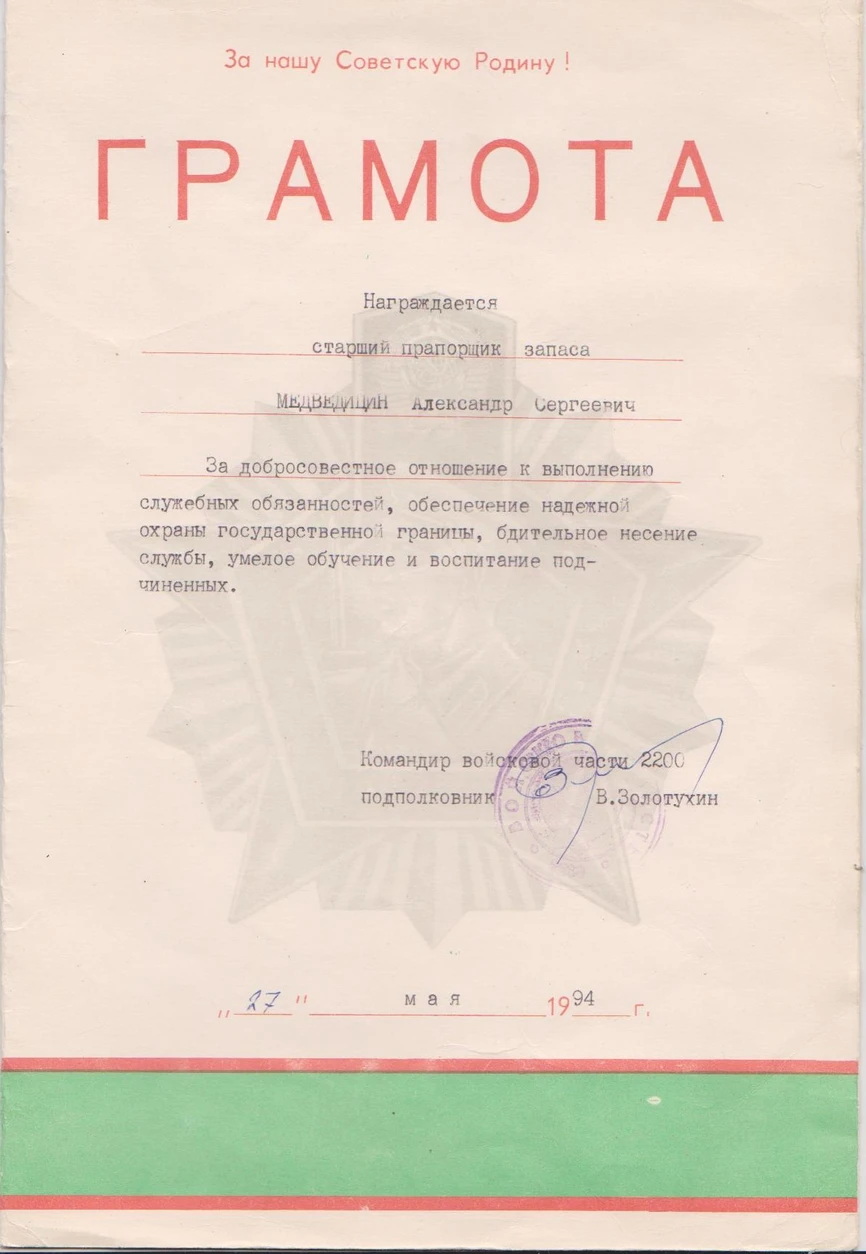 За нашу Советскую Родину !
ГРАМОТА
Награждается
старший прапорщик запаса
МЕДВЕДИЦИН Александр Сергеевич
За добросовестное отношение к выполнению
служебных обязанностей, обеспечение надежной
охраны государственной границы, бдительное несение
службы, умелое обучение и воспитание под-
чиненных.
Командир войсковой части 2200
подполковник В.Золотухин
„ 27 " мая 1994 г.